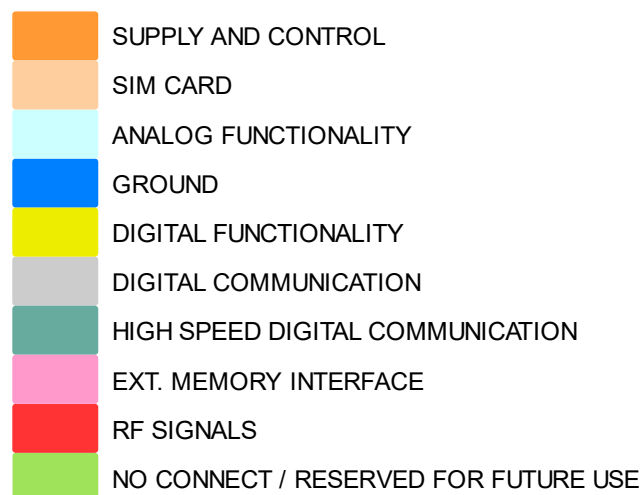 SUPPLY AND CONTROL
SIM CARD
ANALOG FUNCTIONALITY
GROUND
DIGITAL FUNCTIONALITY
DIGITAL COMMUNICATION
HIGH SPEED DIGITAL COMMUNICATION
EXT. MEMORY INTERFACE
RF SIGNALS
NO CONNECT / RESERVED FOR FUTURE USE